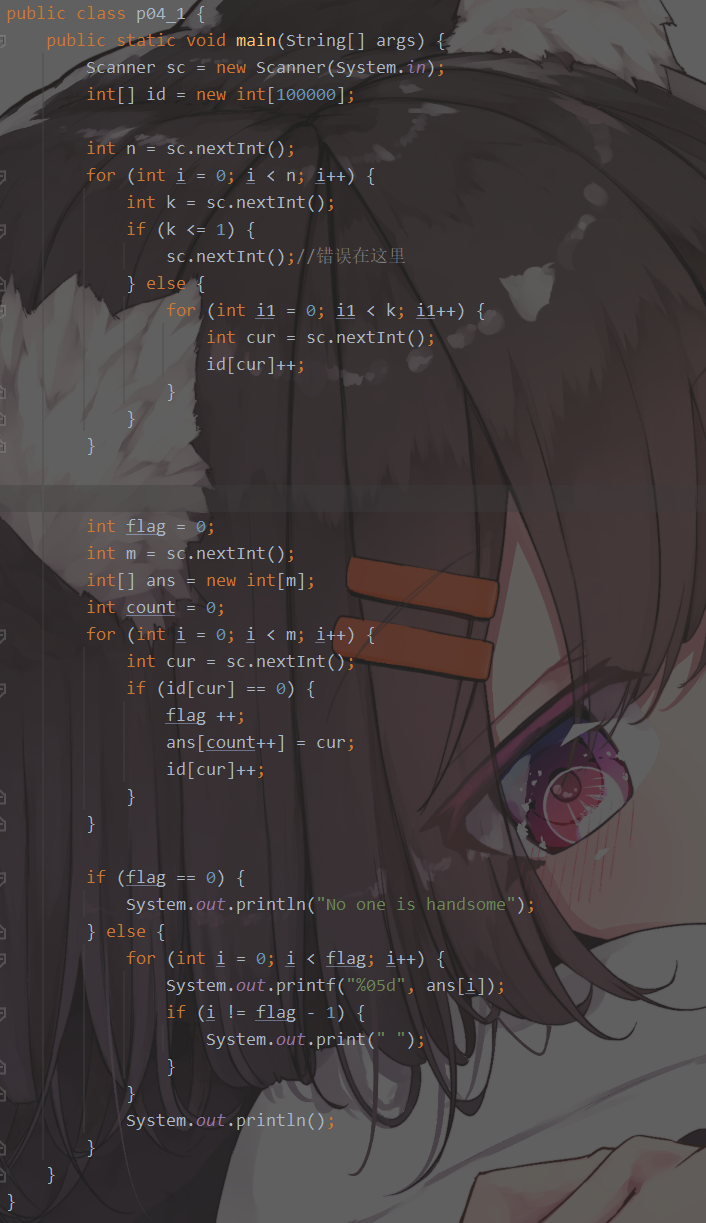 public class p04_1 {
    public static void main(String[] args) {
        Scanner sc = new Scanner(System.in);
        int[] id = new int[100000];

        int n = sc.nextInt();
        for (int i = 0; i < n; i++) {
            int k = sc.nextInt();
            if (k <= 1) {
                sc.nextInt();//错误在这里
            } else {
                for (int i1 = 0; i1 < k; i1++) {
                    int cur = sc.nextInt();
                    id[cur]++;
                }
            }
        }

        int flag = 0;
        int m = sc.nextInt();
        int[] ans = new int[m];
        int count = 0;
        for (int i = 0; i < m; i++) {
            int cur = sc.nextInt();
            if (id[cur] == 0) {
                flag ++;
                ans[count++] = cur;
                id[cur]++;
            }
        }

        if (flag == 0) {
            System.out.println("No one is handsome");
        } else {
            for (int i = 0; i < flag; i++) {
                System.out.printf("%05d", ans[i]);
                if (i != flag - 1) {
                    System.out.print(" ");
                }
            }
            System.out.println();
        }
    }
}